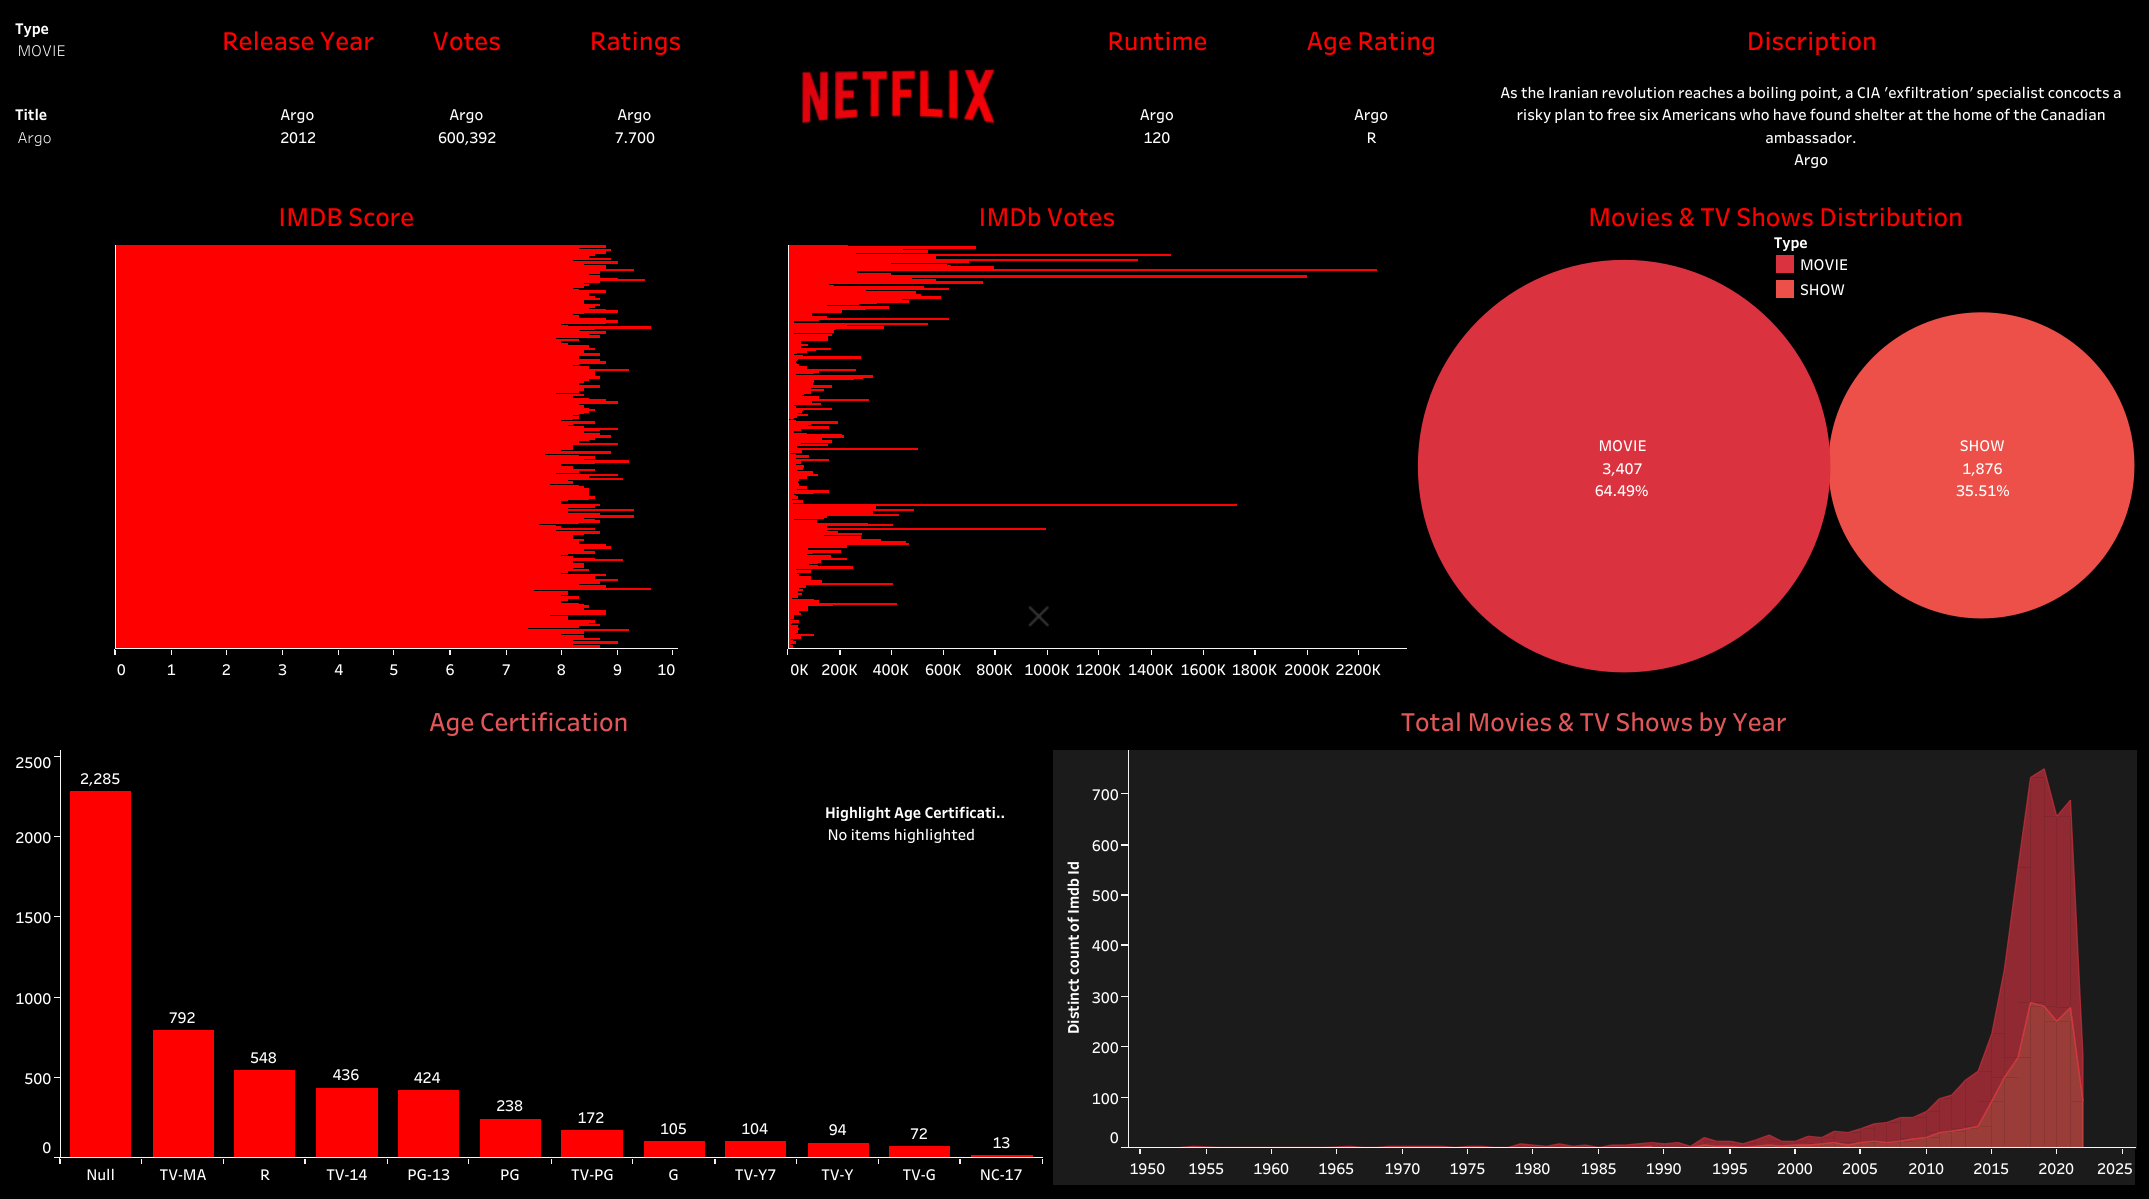 Type
MOVIE
Release Year
Votes
Ratings
Runtime
Age Rating
Discription
NETFLIX
Title
Argo
Argo
2012
Argo
600,392
Argo
7.700
Argo
120
Argo
R
As the Iranian revolution reaches a boiling point, a CIA 'exfiltration' specialist concocts a
risky plan to free six Americans who have found shelter at the home of the Canadian
ambassador.
Argo
IMDB Score
0 1 2 3 4 5 6 7 8 9 10
IMDb Votes
0K 200K 400K 600K 800K 1000K 1200K 1400K 1600K 1800K 2000K 2200K
Movies & TV Shows Distribution
Type
MOVIE
SHOW
MOVIE
3,407
64.49%
SHOW
1,876
35.51%
Age Certification
2500
2000
1500
1000
500
0
2,285
792
548
436
424
238
172
105
104
94
72
13
Null TV-MA R TV-14 PG-13 PG TV-PG G TV-Y7 TV-Y TV-G NC-17
Highlight Age Certificati..
No items highlighted
Total Movies & TV Shows by Year
Distinct count of Imdb Id
700
600
500
400
300
200
100
0
1950 1955 1960 1965 1970 1975 1980 1985 1990 1995 2000 2005 2010 2015 2020 2025